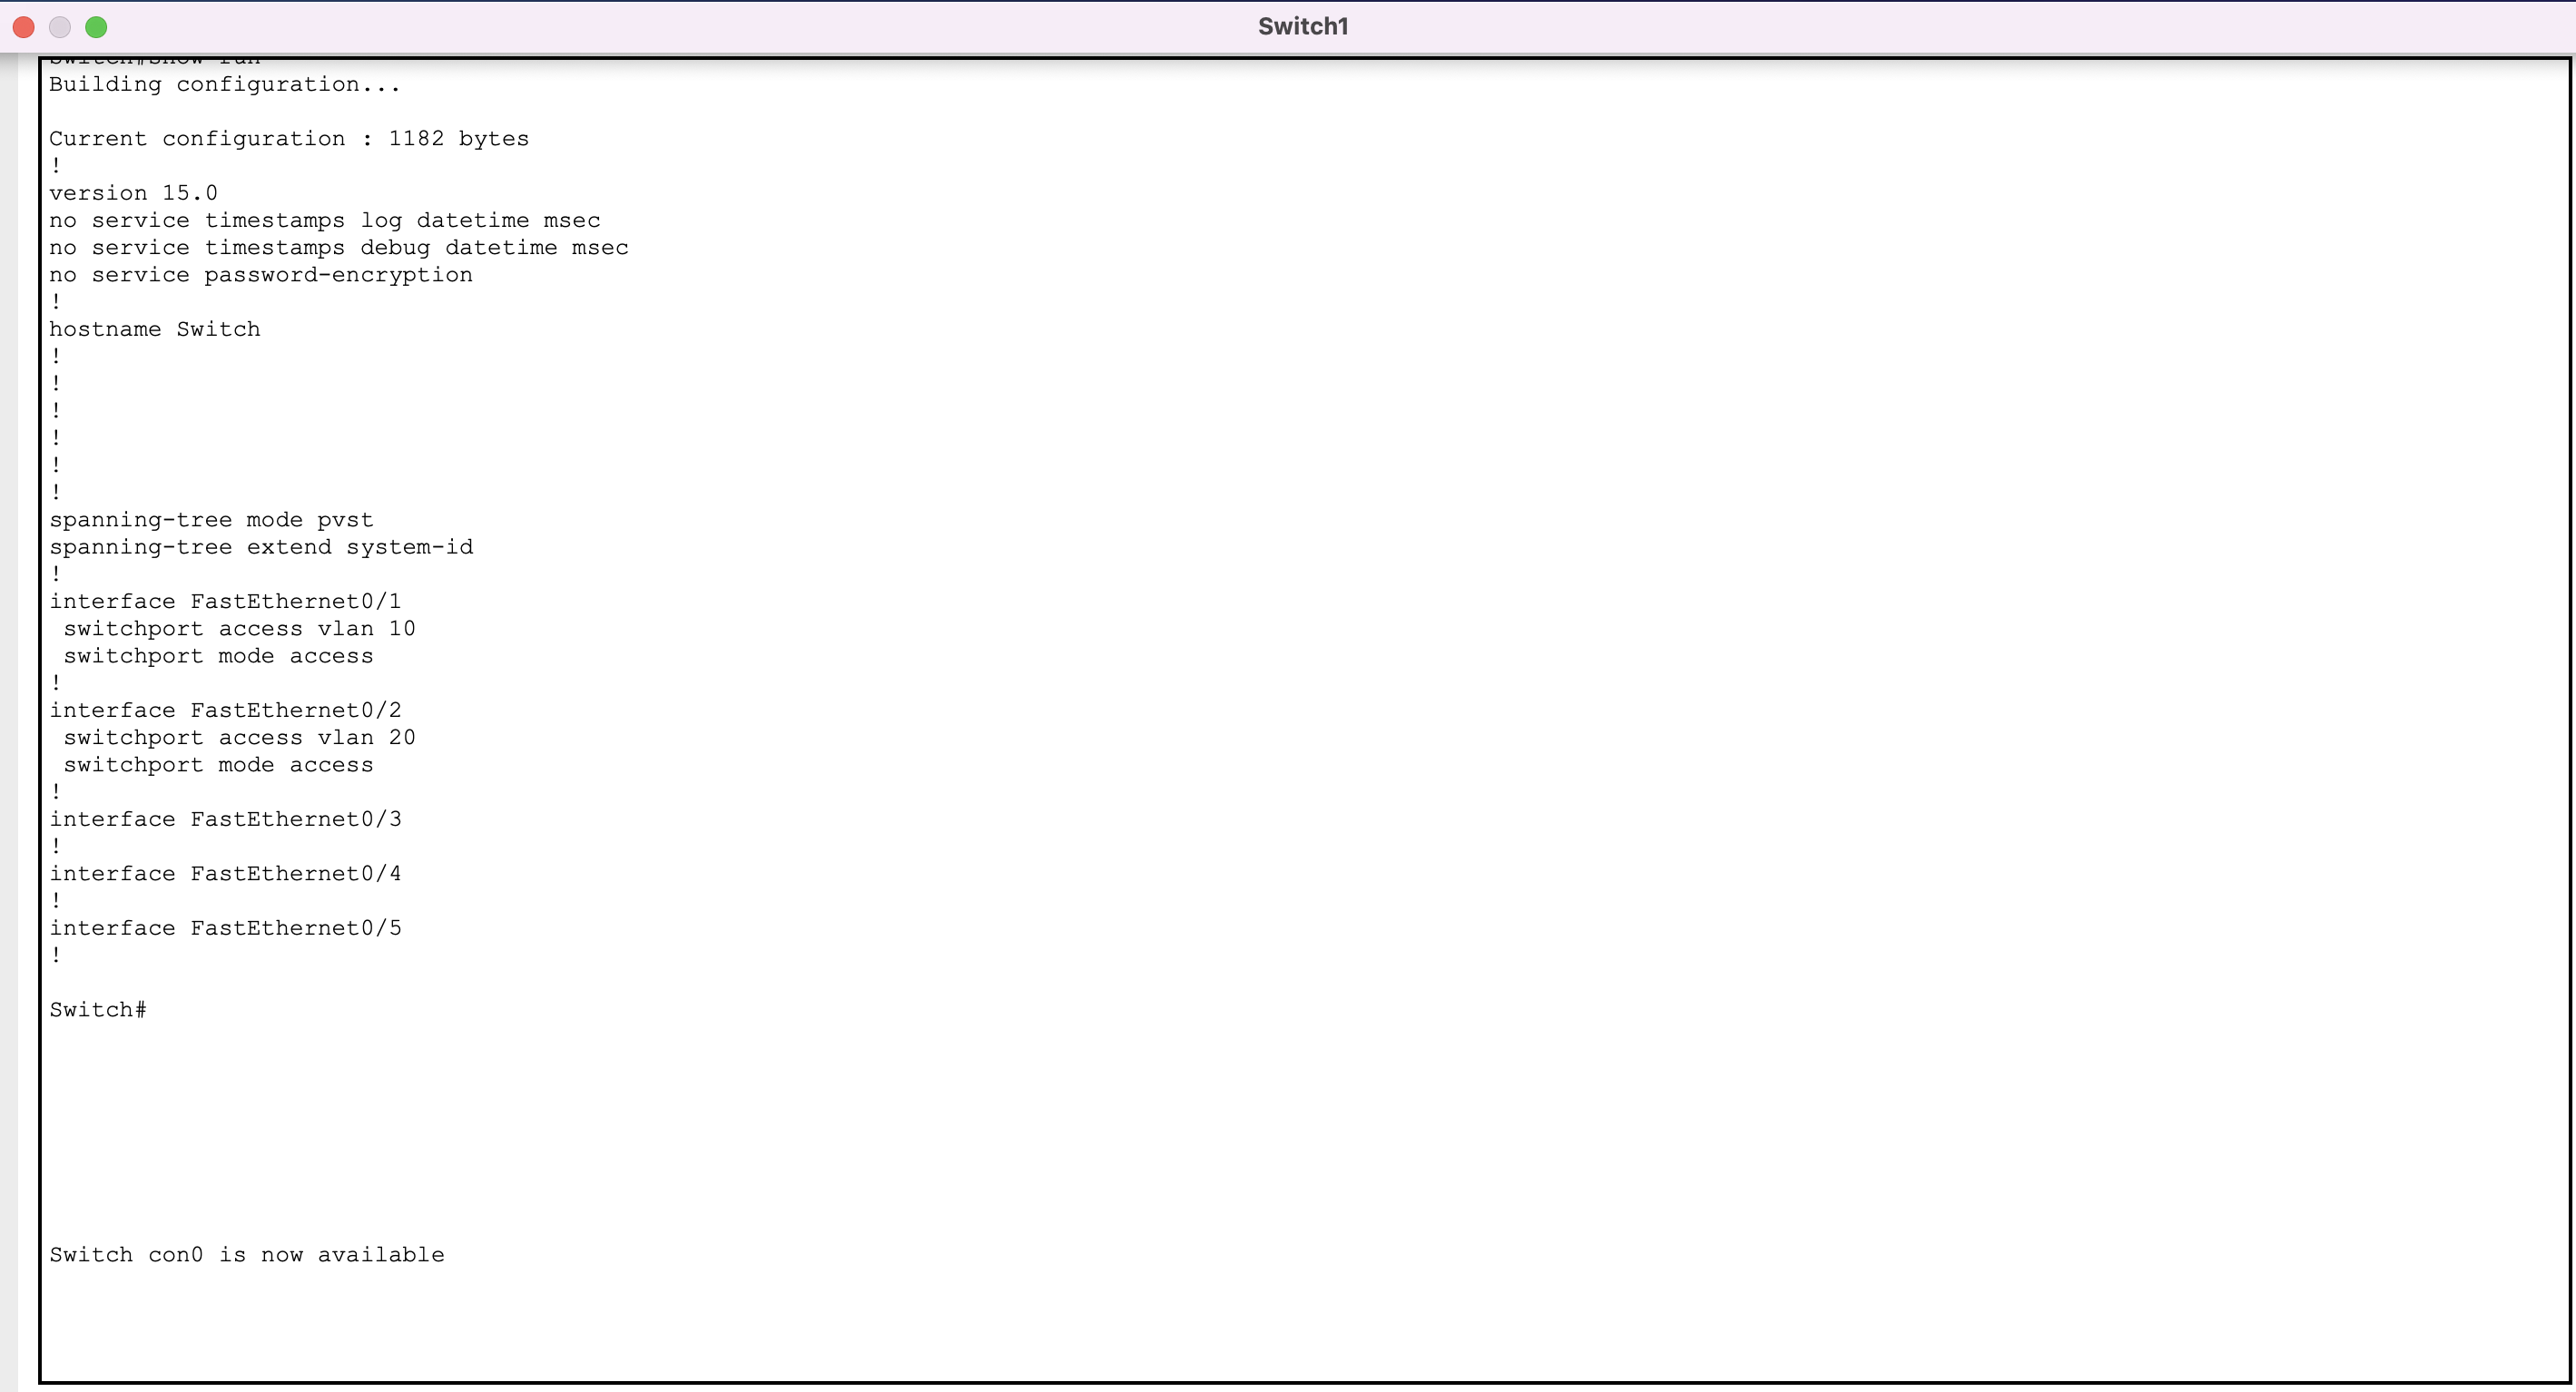 Switch1
Switch#show run
Building configuration...
Current configuration : 1182 bytes
!
version 15.0
no service timestamps log datetime msec
no service timestamps debug datetime msec
no service password-encryption
!
hostname Switch
!
!
!
!
!
!
spanning-tree mode pvst
spanning-tree extend system-id
!
interface FastEthernet0/1
 switchport access vlan 10
 switchport mode access
!
interface FastEthernet0/2
 switchport access vlan 20
 switchport mode access
!
interface FastEthernet0/3
!
interface FastEthernet0/4
!
interface FastEthernet0/5
!
Switch#
Switch con0 is now available